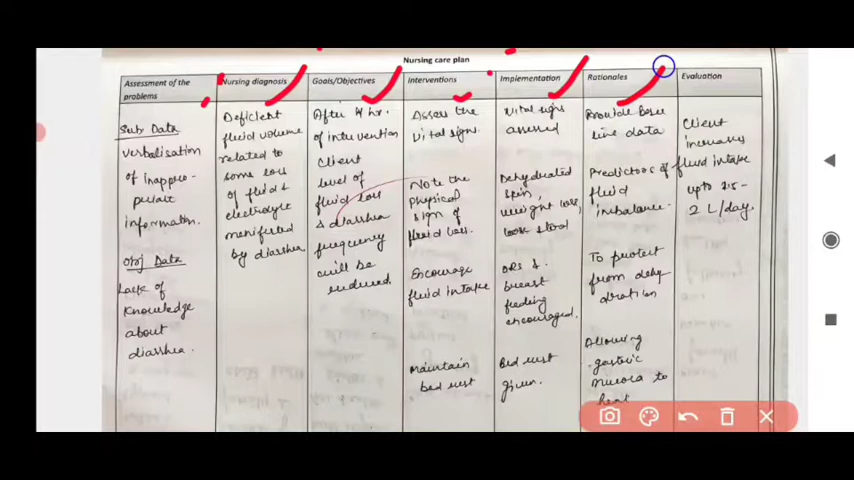 Nursing care plan
Assessment of the
problems
Nursing diagnosis
Goals/Objectives
Interventions
Implementation
Rationales
Evaluation
Sub Data
verbalisation
of inappro-
periate
information.
Obj Data
Lack of
Knowledge
about
diarrhea.
Deficient
fluid volume
related to
some loss
of fluid &
electrolyte
menifested
by diarrhea
After 4 hr.
of intervention
Client
level of
fluid loss
& diarrhea
frequency
will be
reduced.
Assess the
vital signs.
Note the
physical
sign of
fluid loss.
Encourage
fluid intake
Maintain
bed rest
Vital signs
assessed
Dehydrated
skin,
weight loss,
loose stool
ORS &
breast
feeding
encouraged.
Bed rest
given.
Provide base
line data
Predictors of
fluid
imbalance.
To protect
from dehy-
dration
Allowing
gastric
mucosa to
heal
Client
increases
fluid intake
upto 1.5-
2 L/day.